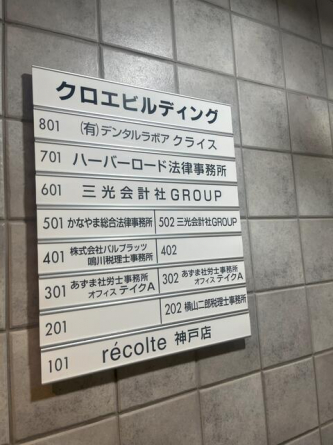 クロエビルディング
801 (有)デンタルラボア クライス
701 ハーバーロード法律事務所
601 三光会計社GROUP
501 かなやま総合法律事務所 502 三光会計社GROUP
401 株式会社パルプラッツ
鳴川税理士事務所 402
301 あずま社労士事務所
オフィス テイクA 302 あずま社労士事務所
オフィス テイクA
201 202 横山二郎税理士事務所
101 récolte 神戸店